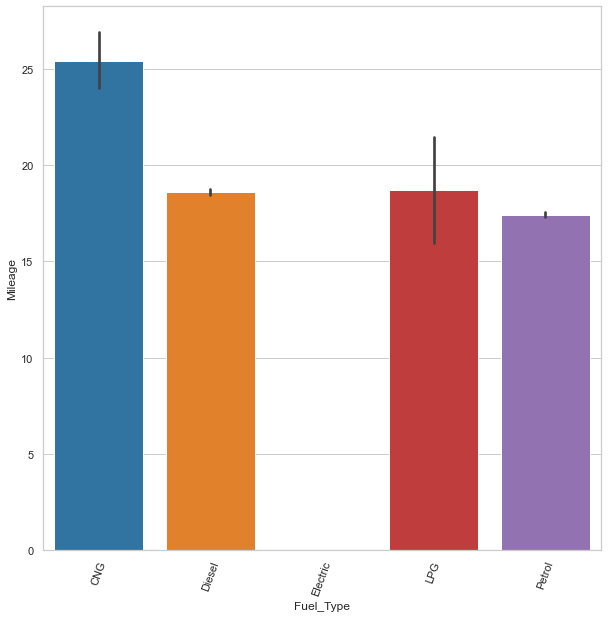 25
20
15
10
5
0
Mileage
CNG
Diesel
Electric
LPG
Petrol
Fuel_Type